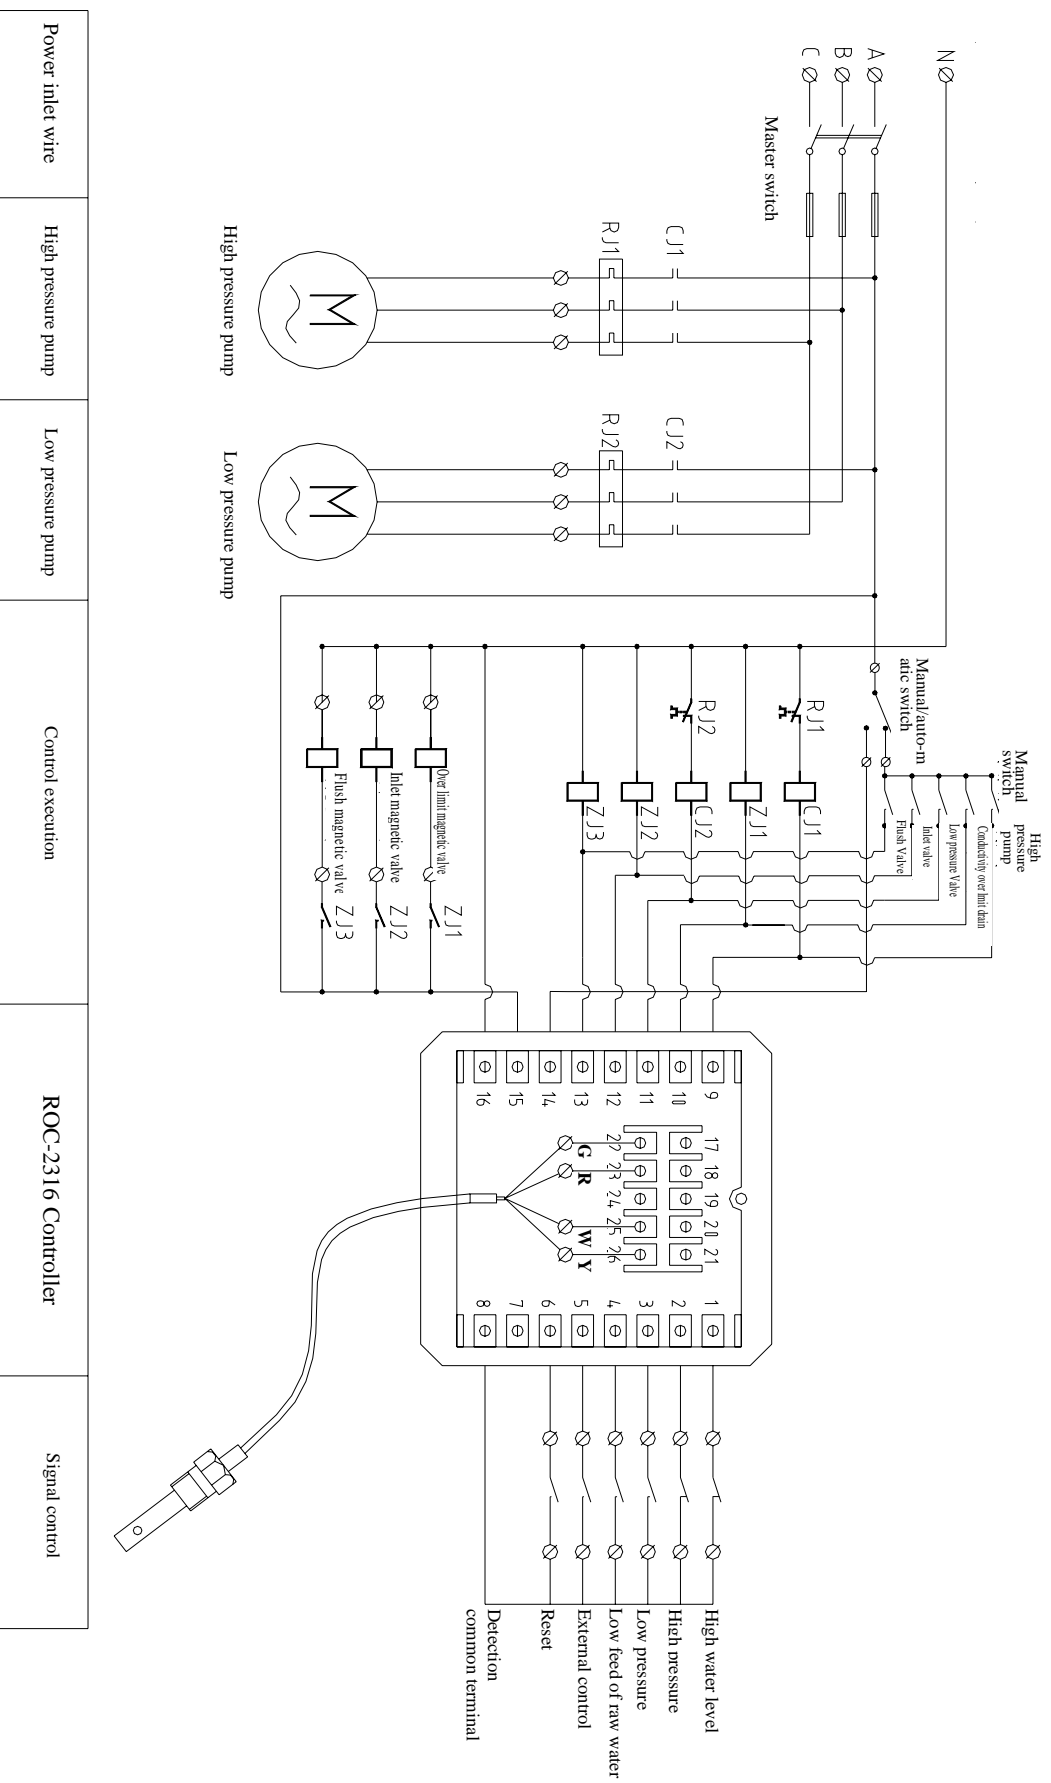 N
A
B
C
Master switch
CJ1
RJ1
High pressure pump
M
CJ2
RJ2
Low pressure pump
M
Manual/auto-m
atic switch
Manual
switch
High
pressure
pump
Conductivity over lmit drain
Low pressure Valve
Inlet valve
Flush Valve
RJ1
CJ1
ZJ1
RJ2
CJ2
ZJ2
ZJ3
Over limit magnetic valve
ZJ1
Inlet magnetic valve
ZJ2
Flush magnetic valve
ZJ3
9
10
11
12
13
14
15
16
17
18
19
20
21
22
23
24
25
26
G
R
W
Y
1
2
3
4
5
6
7
8
High water level
High pressure
Low pressure
Low feed of raw water
External control
Reset
Detection
common terminal
Power inlet wire
High pressure pump
Low pressure pump
Control execution
ROC-2316 Controller
Signal control